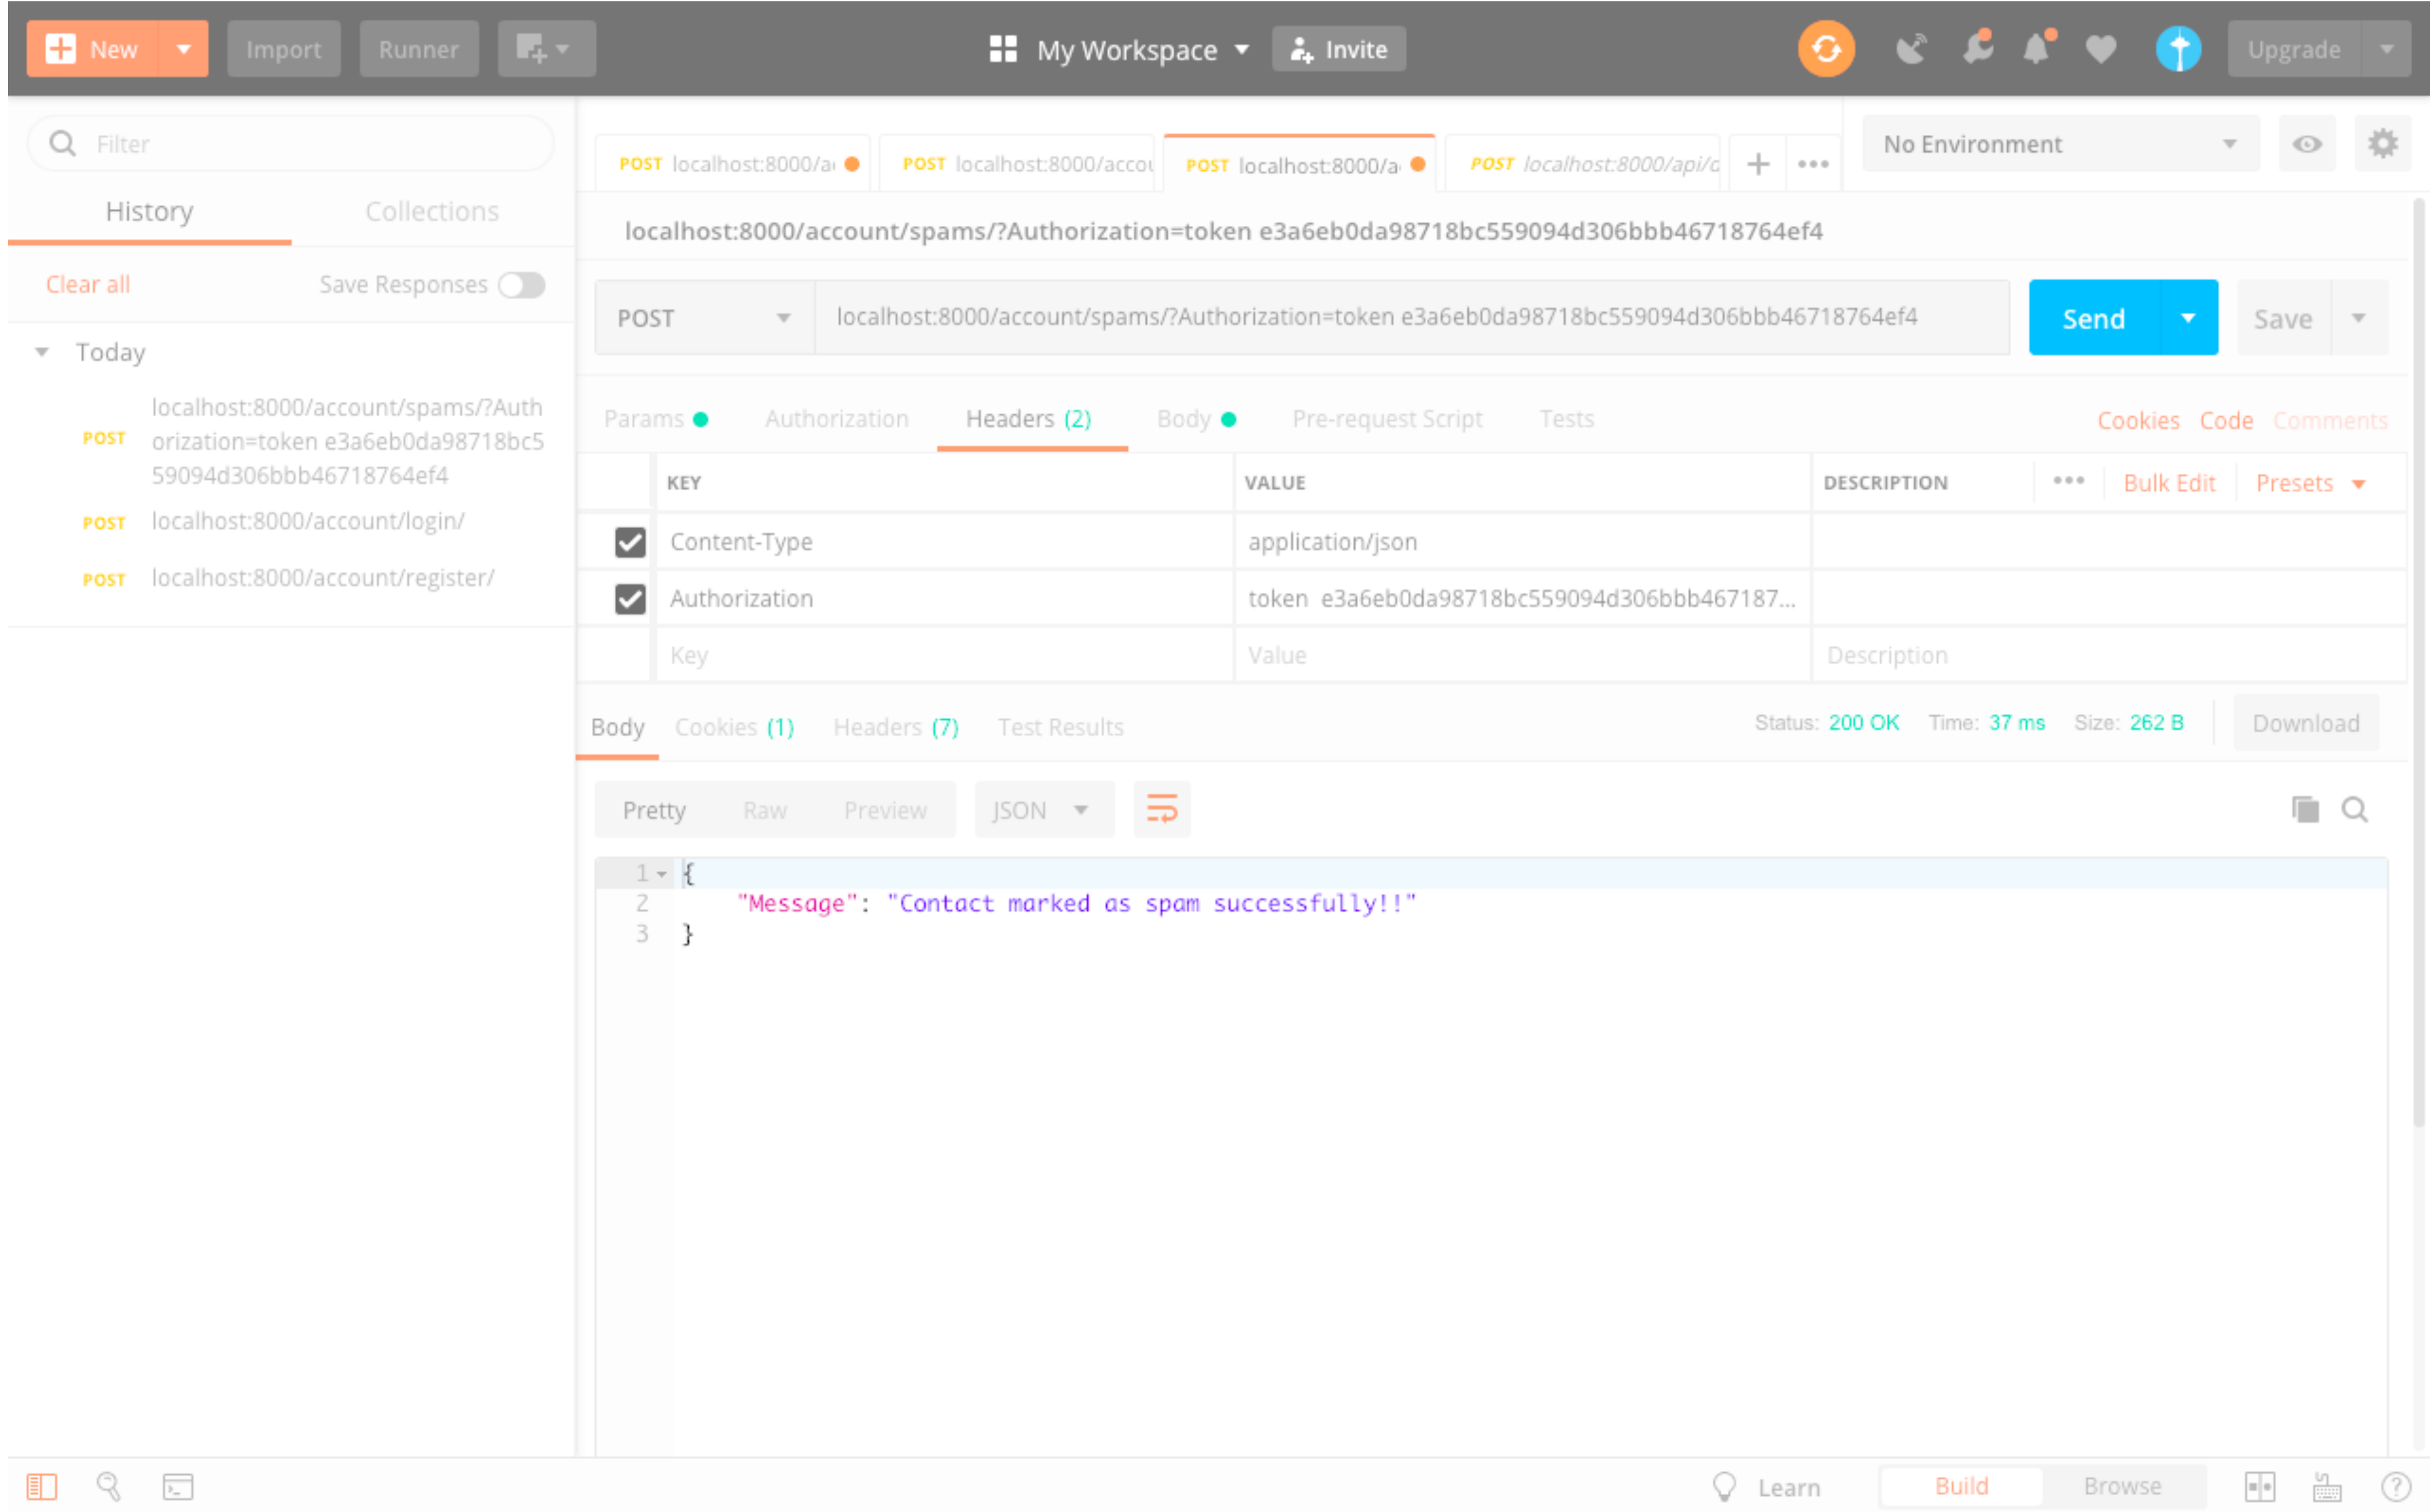 New Import Runner My Workspace Invite Upgrade
Filter
History Collections
Clear all Save Responses
Today
POST localhost:8000/account/spams/?Auth
orization=token e3a6eb0da98718bc5
59094d306bbb46718764ef4
POST localhost:8000/account/login/
POST localhost:8000/account/register/
POST localhost:8000/a POST localhost:8000/accou POST localhost:8000/a POST localhost:8000/api/c + ••• No Environment
localhost:8000/account/spams/?Authorization=token e3a6eb0da98718bc559094d306bbb46718764ef4
POST localhost:8000/account/spams/?Authorization=token e3a6eb0da98718bc559094d306bbb46718764ef4 Send Save
Params Authorization Headers (2) Body Pre-request Script Tests Cookies Code Comments
KEY VALUE DESCRIPTION ••• Bulk Edit Presets
Content-Type application/json
Authorization token e3a6eb0da98718bc559094d306bbb467187...
Key Value Description
Body Cookies (1) Headers (7) Test Results Status: 200 OK Time: 37 ms Size: 262 B Download
Pretty Raw Preview JSON
1 {
2 "Message": "Contact marked as spam successfully!!"
3 }
Learn Build Browse